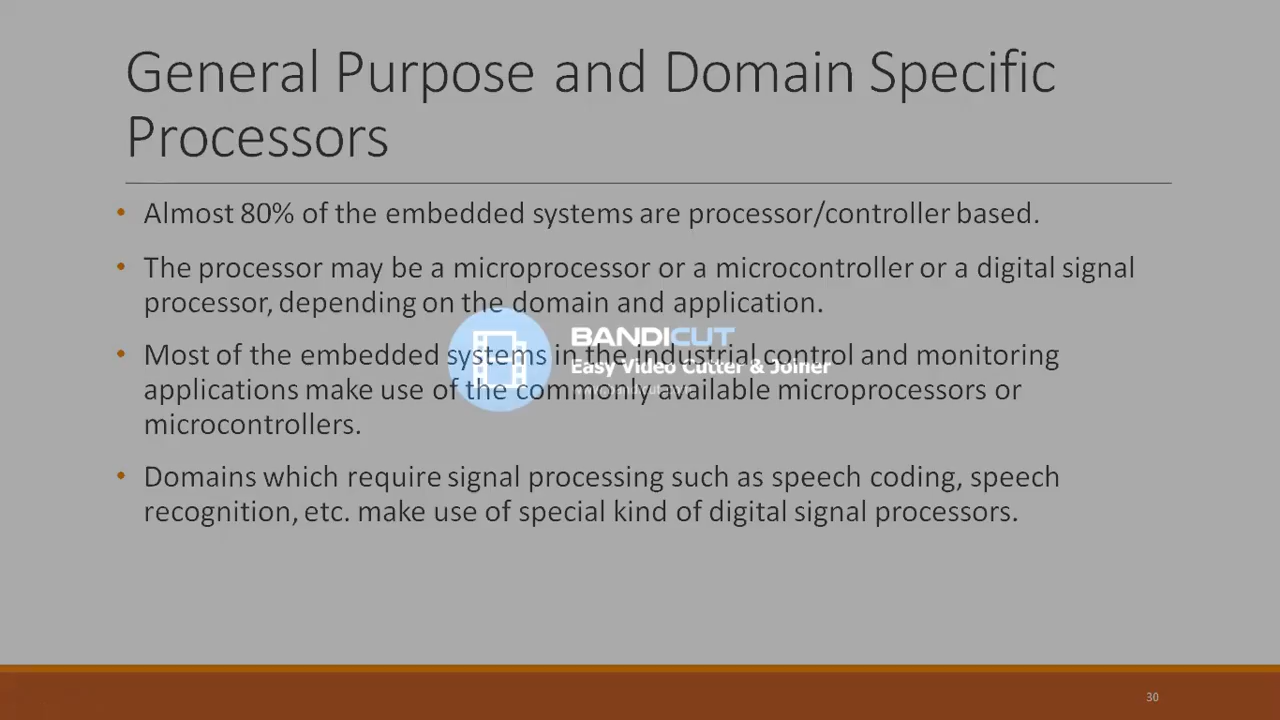 General Purpose and Domain Specific
Processors
• Almost 80% of the embedded systems are processor/controller based.
• The processor may be a microprocessor or a microcontroller or a digital signal
processor, depending on the domain and application.
• Most of the embedded systems in the industrial control and monitoring
applications make use of the commonly available microprocessors or
microcontrollers.
• Domains which require signal processing such as speech coding, speech
recognition, etc. make use of special kind of digital signal processors.
BANDICUT
Easy Video Cutter & Joiner
30